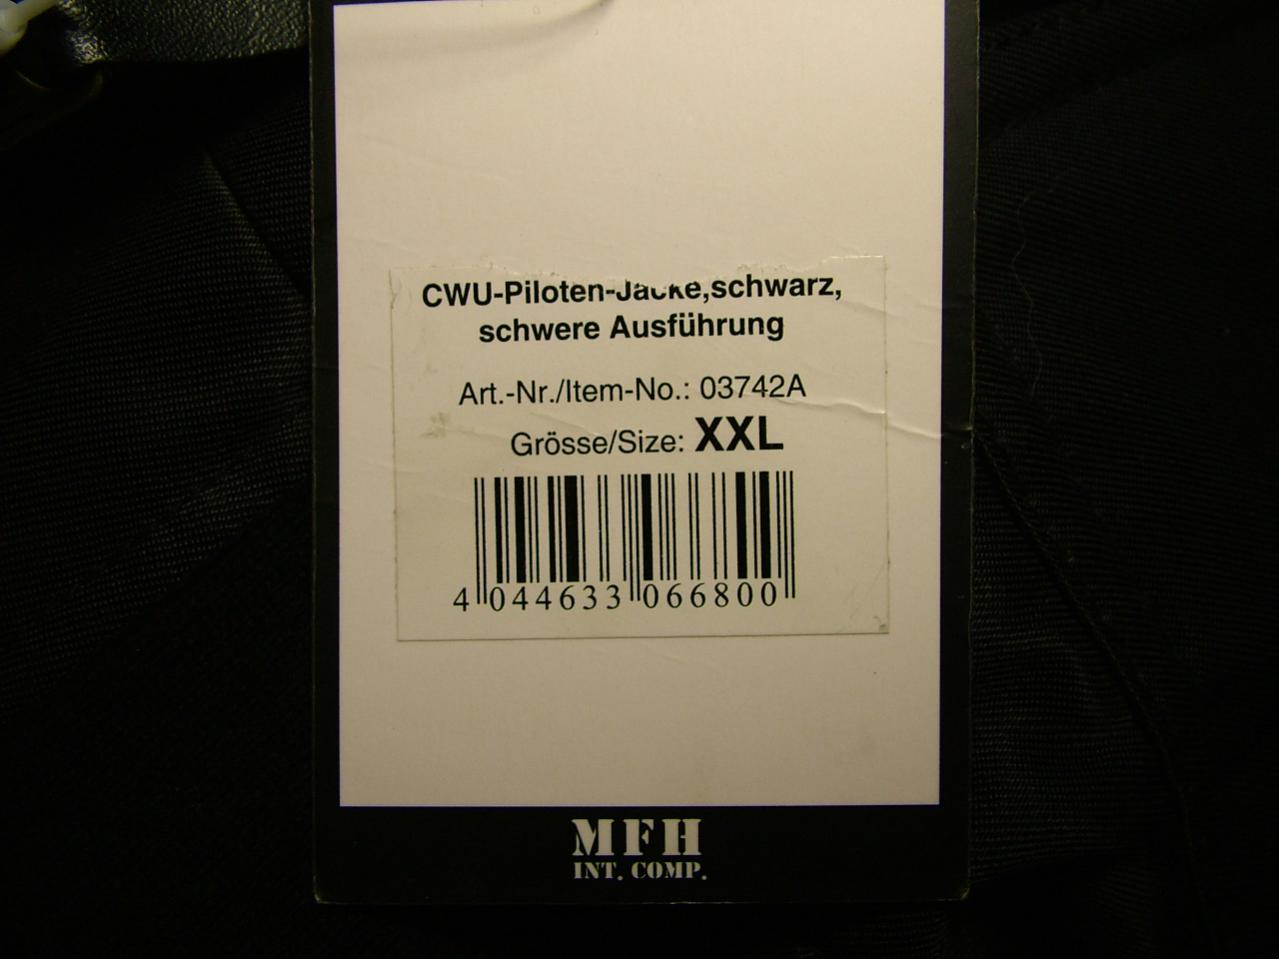 CWU-Piloten-Jacke,schwarz,
schwere Ausführung
Art.-Nr./Item-No.: 03742A
Grösse/Size: XXL
4 044633 066800
MFH
INT. COMP.